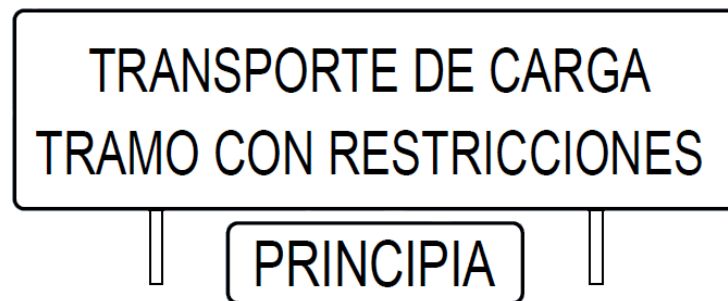 TRANSPORTE DE CARGA
TRAMO CON RESTRICCIONES
PRINCIPIA